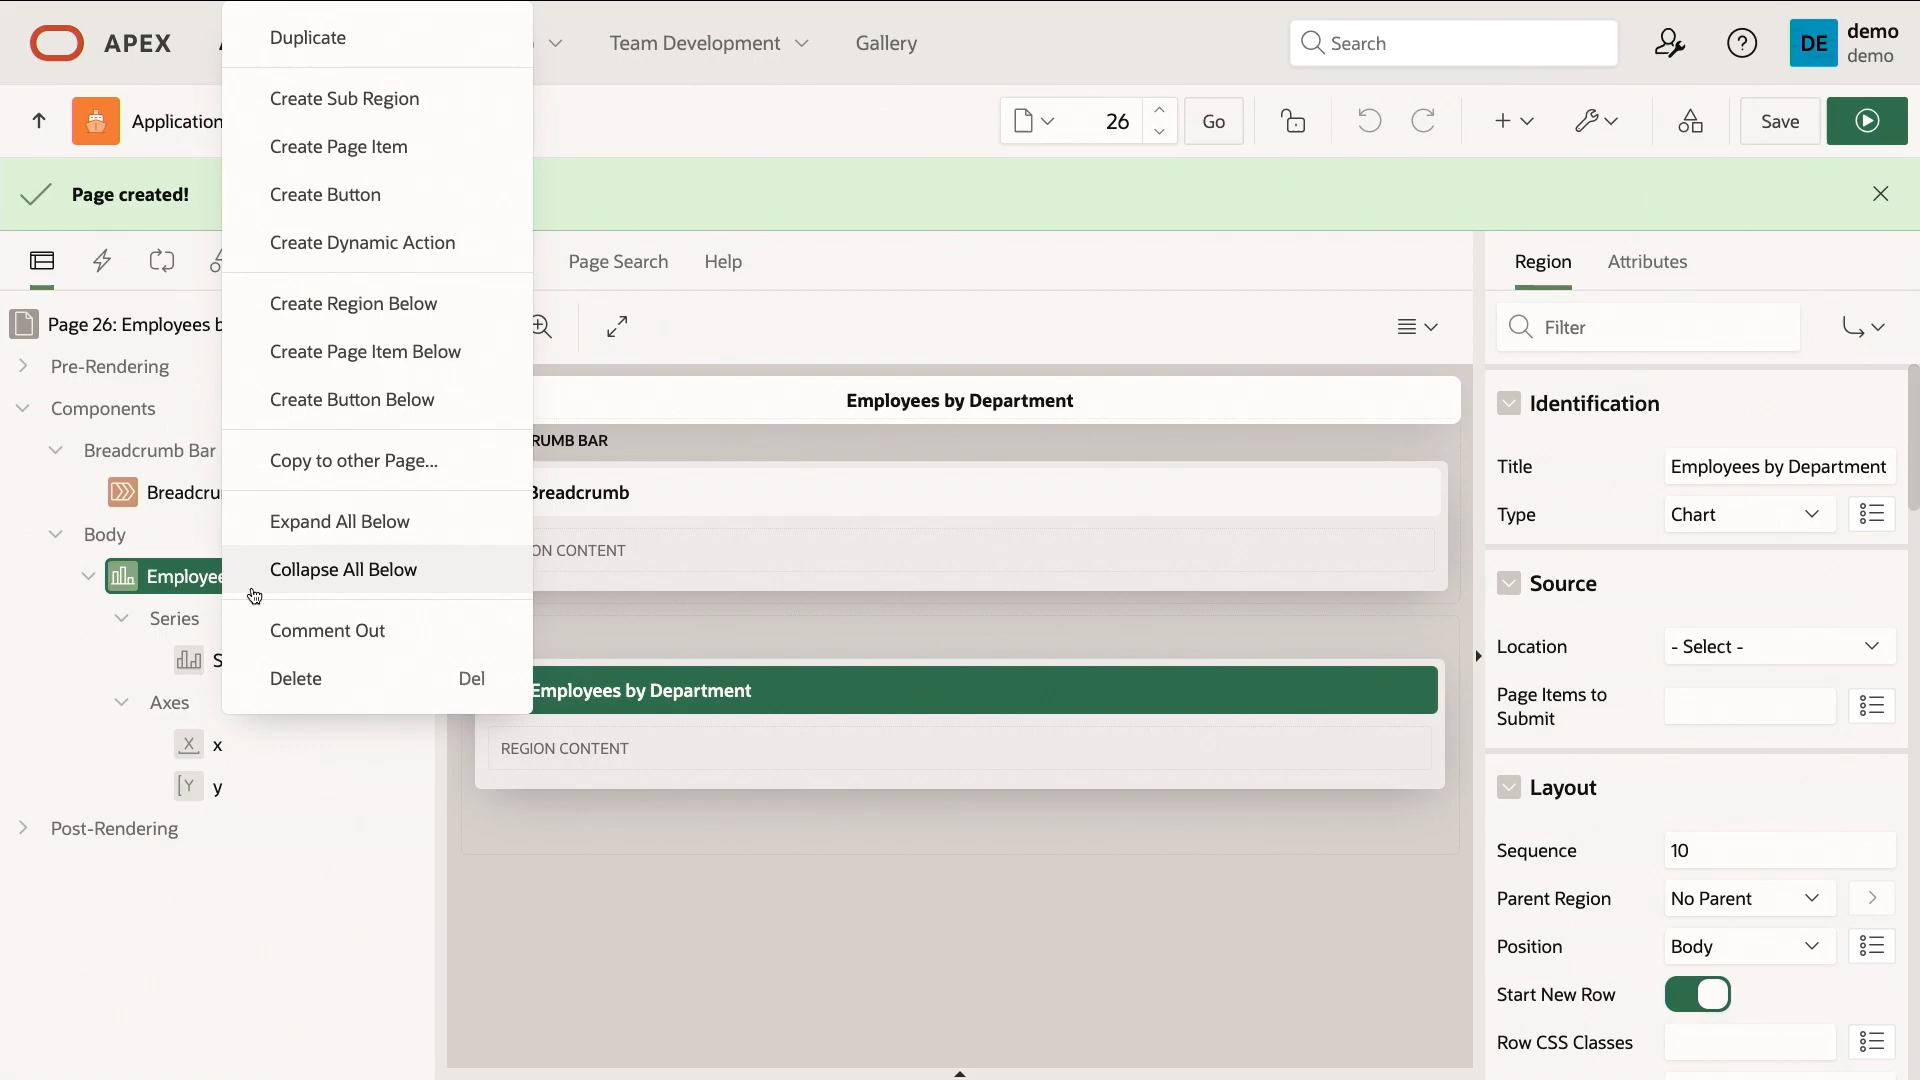 APEX
Team Development
Gallery
Search
DE
demo
demo
Application
26
Go
Save
Page created!
Duplicate
Create Sub Region
Create Page Item
Create Button
Create Dynamic Action
Create Region Below
Create Page Item Below
Create Button Below
Copy to other Page...
Expand All Below
Collapse All Below
Comment Out
Delete Del
Page 26: Employees b
Pre-Rendering
Components
Breadcrumb Bar
Breadcru
Body
Employee
Series
S
Axes
X x
Y y
Post-Rendering
Page Search
Help
Employees by Department
RUMB BAR
Breadcrumb
ON CONTENT
Employees by Department
REGION CONTENT
Region
Attributes
Filter
Identification
Title Employees by Department
Type Chart
Source
Location - Select -
Page Items to
Submit
Layout
Sequence 10
Parent Region No Parent
Position Body
Start New Row
Row CSS Classes